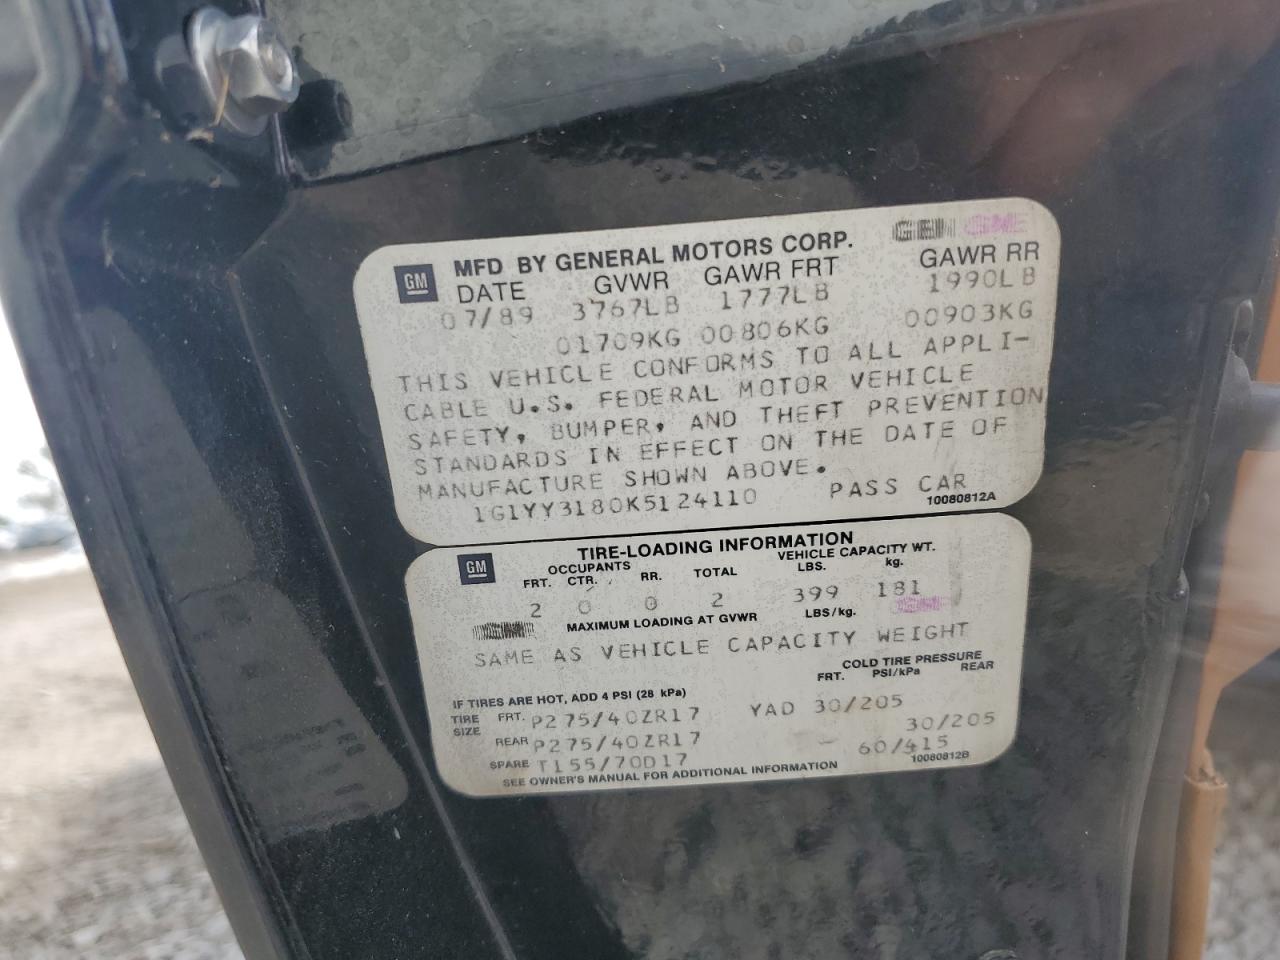 GM
MFD BY GENERAL MOTORS CORP.
DATE GVWR GAWR FRT GAWR RR
07/89 3767LB 1777LB 1990LB
01709KG 00806KG 00903KG
THIS VEHICLE CONFORMS TO ALL APPLI-
CABLE U.S. FEDERAL MOTOR VEHICLE
SAFETY, BUMPER, AND THEFT PREVENTION
STANDARDS IN EFFECT ON THE DATE OF
MANUFACTURE SHOWN ABOVE.
1G1YY3180K5124110 PASS CAR
10080812A
GM
TIRE-LOADING INFORMATION
OCCUPANTS VEHICLE CAPACITY WT.
FRT. CTR. RR. TOTAL LBS. kg.
2 0 0 2 399 181
MAXIMUM LOADING AT GVWR LBS/kg.
SAME AS VEHICLE CAPACITY WEIGHT
COLD TIRE PRESSURE
FRT. PSI/kPa REAR
IF TIRES ARE HOT, ADD 4 PSI (28 kPa)
TIRE SIZE FRT. P275/40ZR17 YAD 30/205
REAR P275/40ZR17 30/205
SPARE T155/70D17 - 60/415
SEE OWNER'S MANUAL FOR ADDITIONAL INFORMATION 10080812B